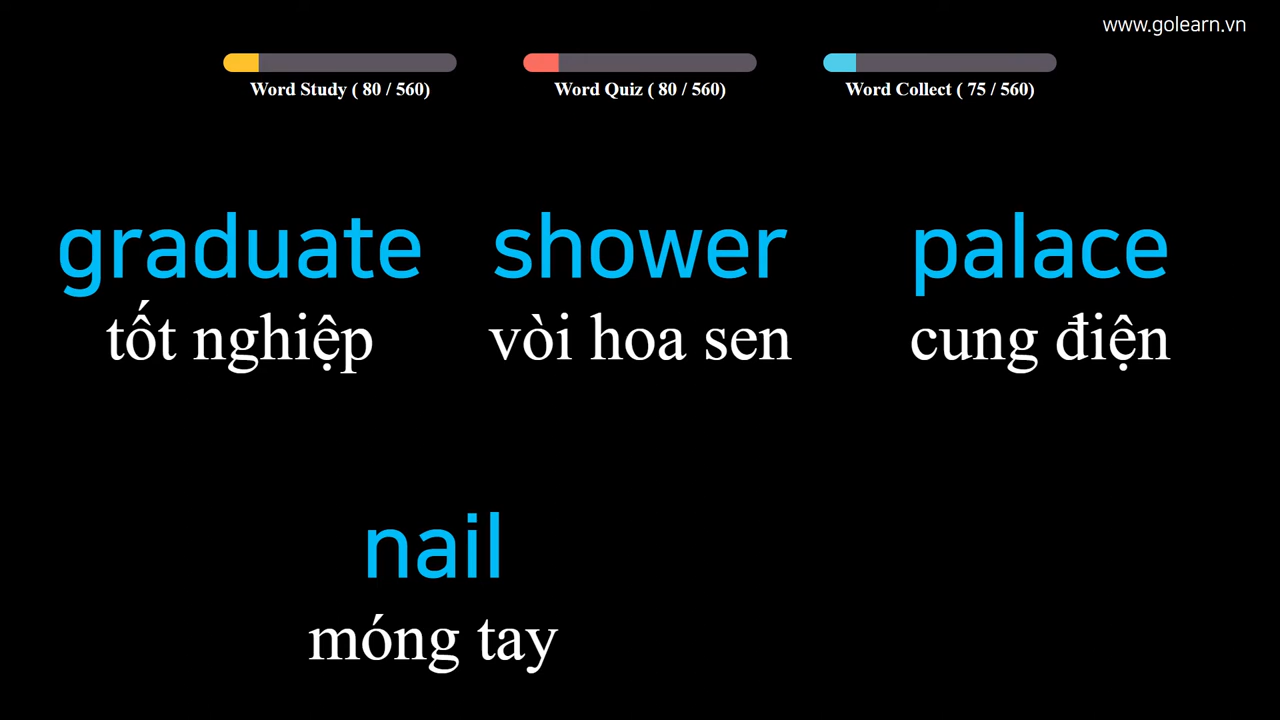 www.golearn.vn
Word Study ( 80 / 560)
Word Quiz ( 80 / 560)
Word Collect ( 75 / 560)
graduate
tốt nghiệp
shower
vòi hoa sen
palace
cung điện
nail
móng tay